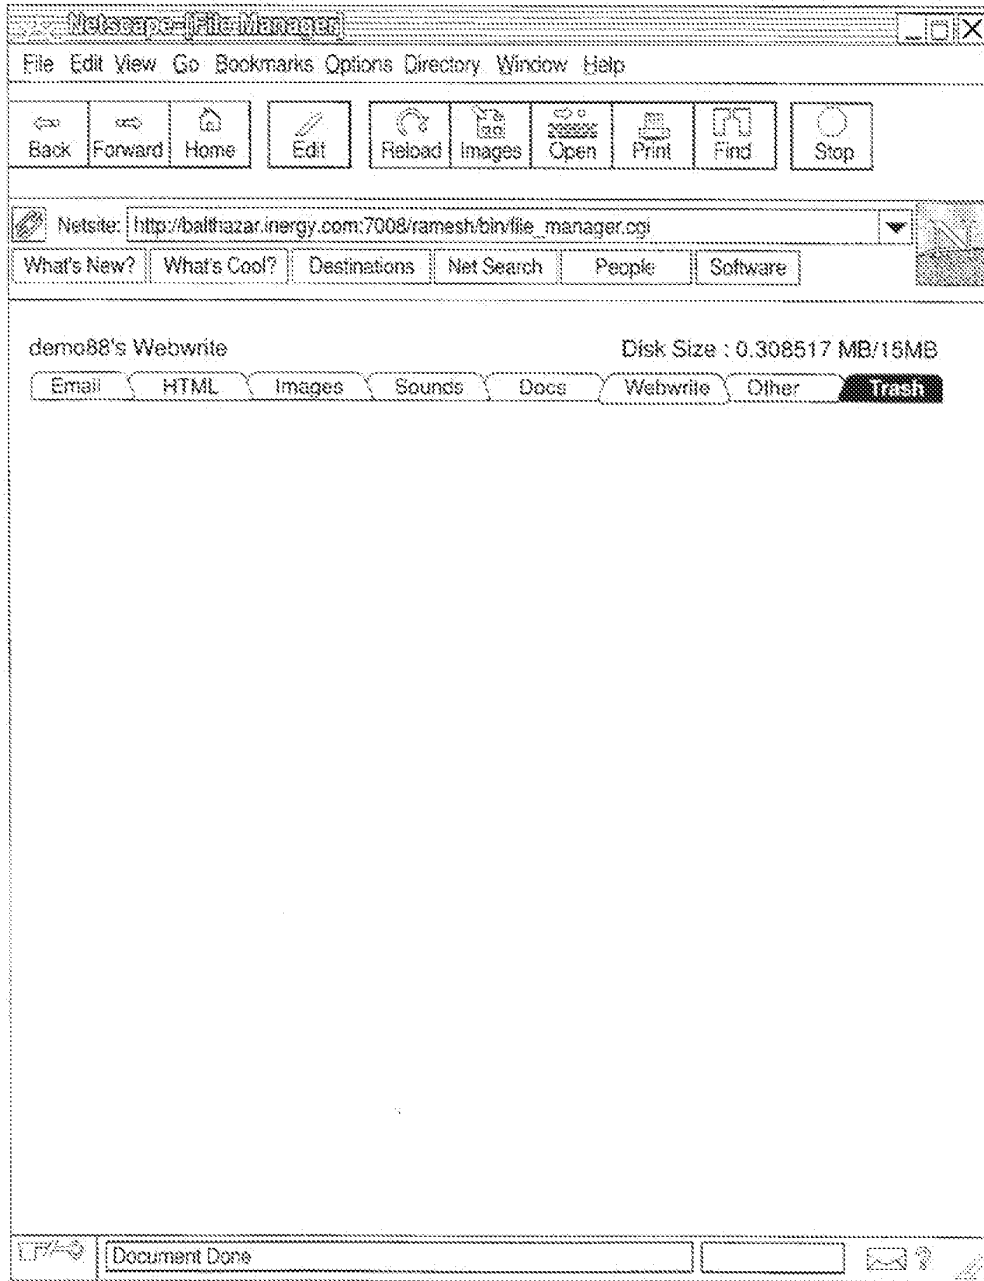 Netscape-[File Manager]
File Edit View Go Bookmarks Options Directory Window Help
Back Forward Home Edit Reload Images Open Print Find Stop
Netsite: http://balthazar.inergy.com:7008/ramesh/bin/file_manager.cgi
What's New? What's Cool? Destinations Net Search People Software
demo88's Webwrite Disk Size : 0.308517 MB/15MB
Email HTML Images Sounds Docs Webwrite Other Trash
Document Done